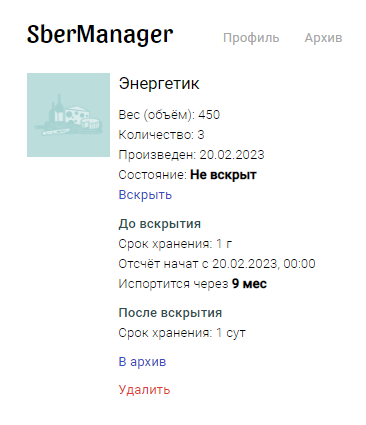 SberManager
Профиль Архив
Энергетик
Вес (объём): 450
Количество: 3
Произведен: 20.02.2023
Состояние: Не вскрыт
Вскрыть
До вскрытия
Срок хранения: 1 г
Отсчёт начат с 20.02.2023, 00:00
Испортится через 9 мес
После вскрытия
Срок хранения: 1 сут
В архив
Удалить